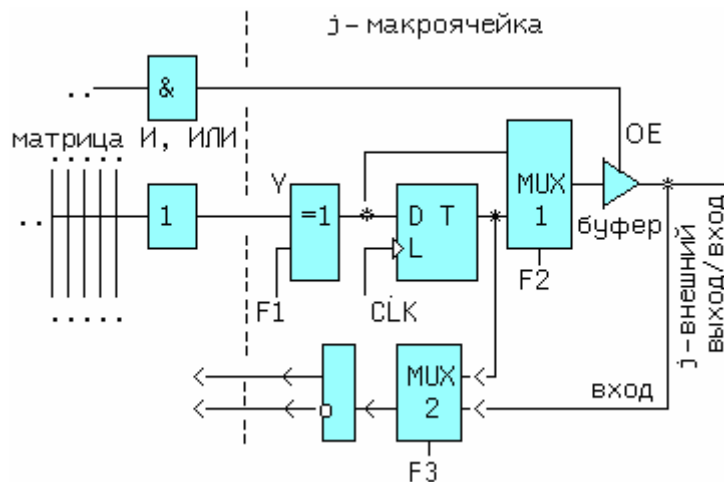 j- макроячейка
&
..
матрица И, ИЛИ
OE
.....
Y
MUX
1
..
1
=1
D T
L
буфер
F1
CLK
F2
.....
j-внешний
выход/вход
MUX
2
вход
F3